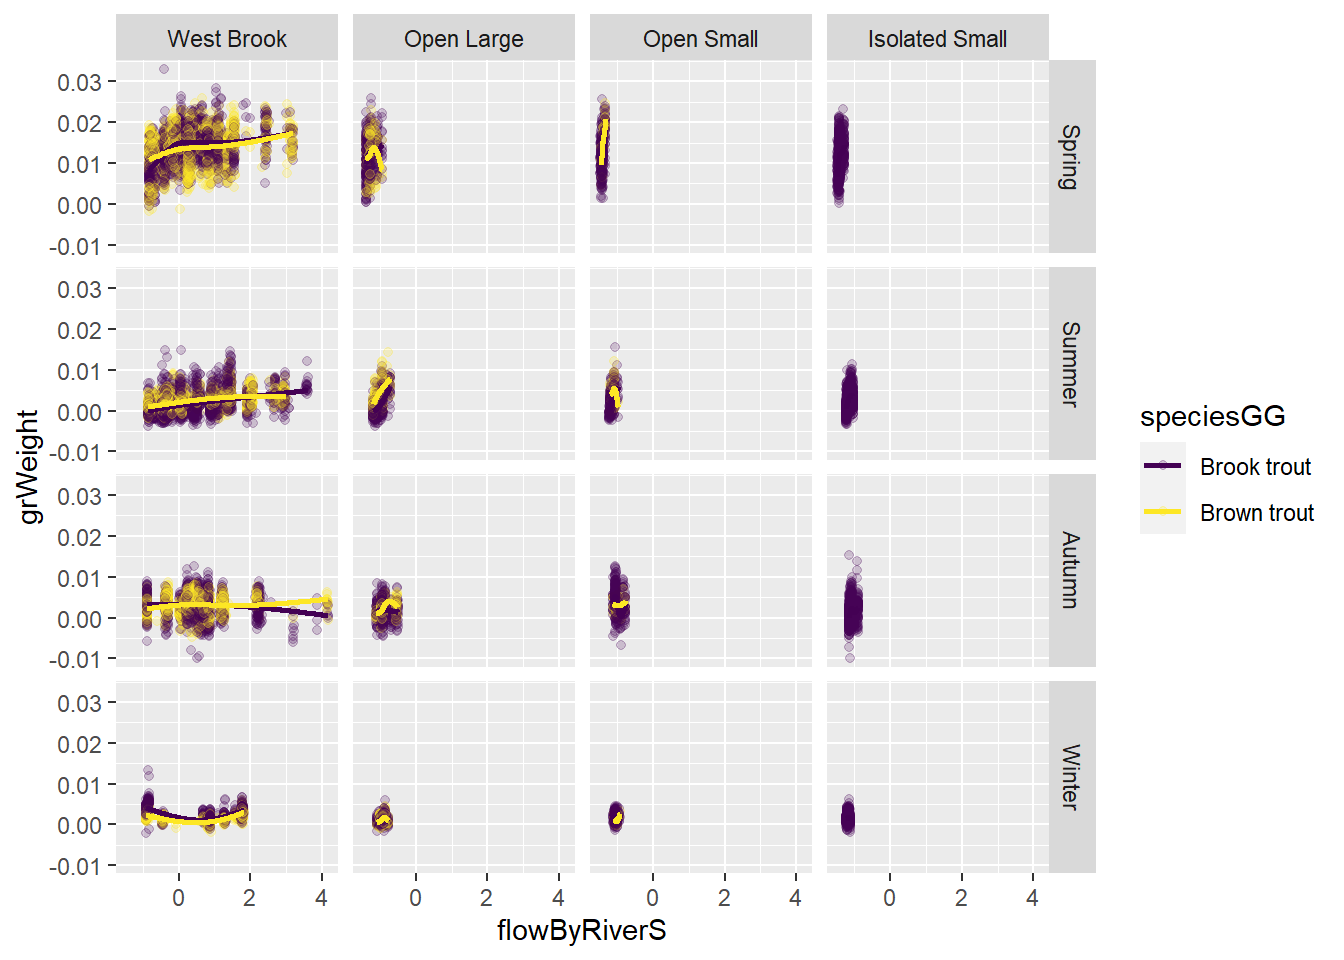 West Brook Open Large Open Small Isolated Small
0.03
0.02
0.01
0.00
-0.01
Spring
0.03
0.02
0.01
0.00
-0.01
Summer
0.03
0.02
0.01
0.00
-0.01
Autumn
0.03
0.02
0.01
0.00
-0.01
Winter
0 2 4 0 2 4 0 2 4 0 2 4
flowByRiverS
grWeight
speciesGG
Brook trout
Brown trout